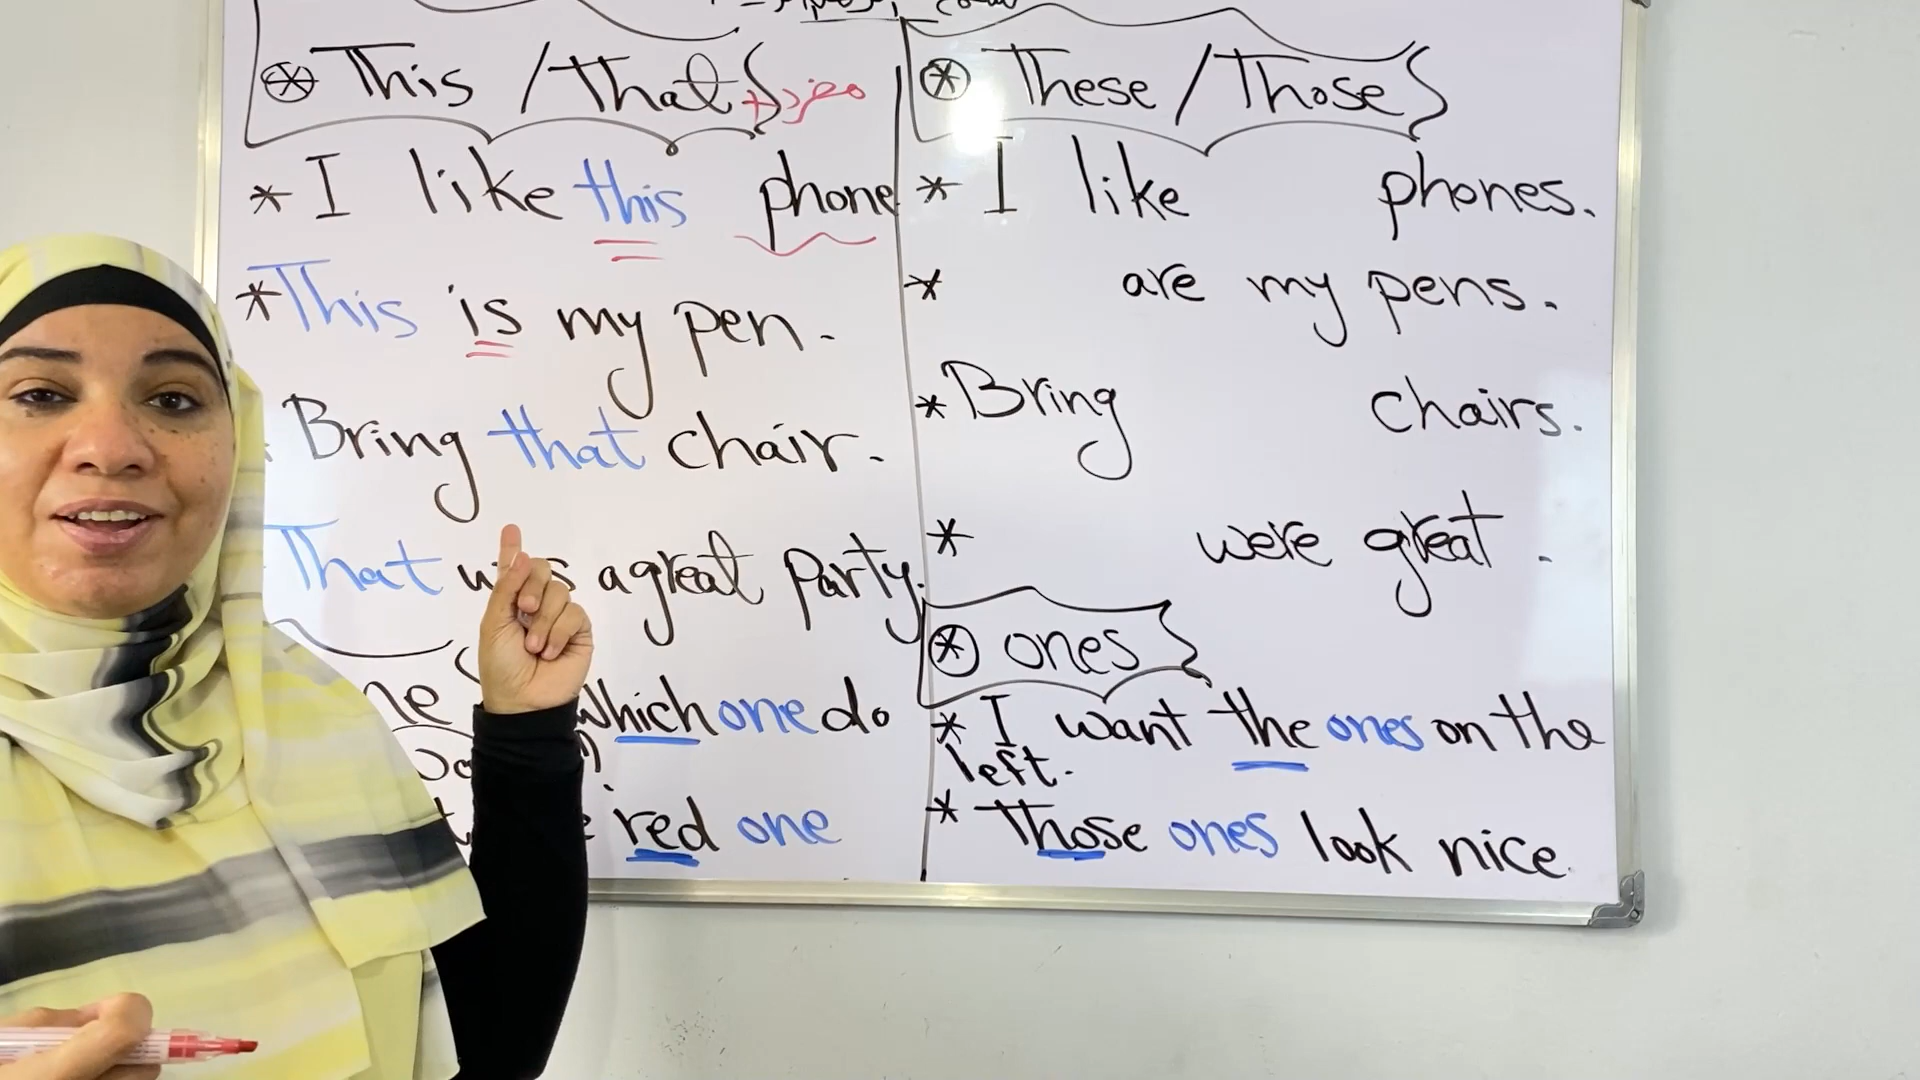 This / That + مفرد
* I like this phone
* This is my pen.
Bring that chair.
That was a great party.
Which one do
red one
These / Those
* I like phones.
* are my pens.
* Bring chairs.
* were great.
ones
* I want the ones on the
left.
* Those ones look nice.